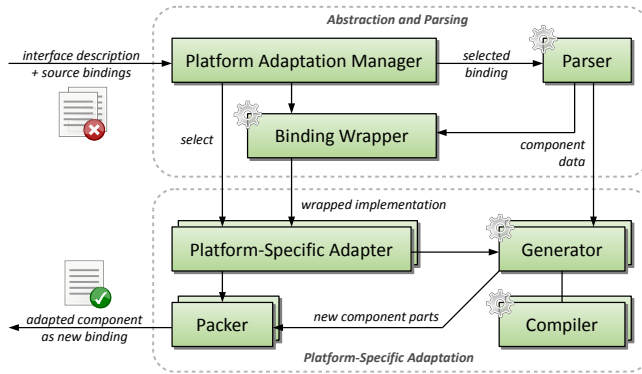 Abstraction and Parsing
interface description
+ source bindings
Platform Adaptation Manager
selected
binding
Parser
select
Binding Wrapper
component
data
wrapped implementation
Platform-Specific Adapter
Generator
adapted component
as new binding
Packer
new component parts
Compiler
Platform-Specific Adaptation